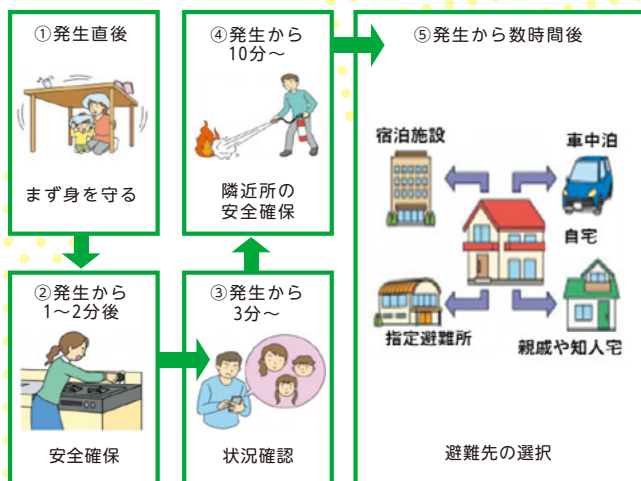 ①発生直後
まず身を守る
②発生から
1～2分後
安全確保
③発生から
3分～
状況確認
④発生から
10分～
隣近所の
安全確保
⑤発生から数時間後
宿泊施設
車中泊
自宅
指定避難所
親戚や知人宅
避難先の選択